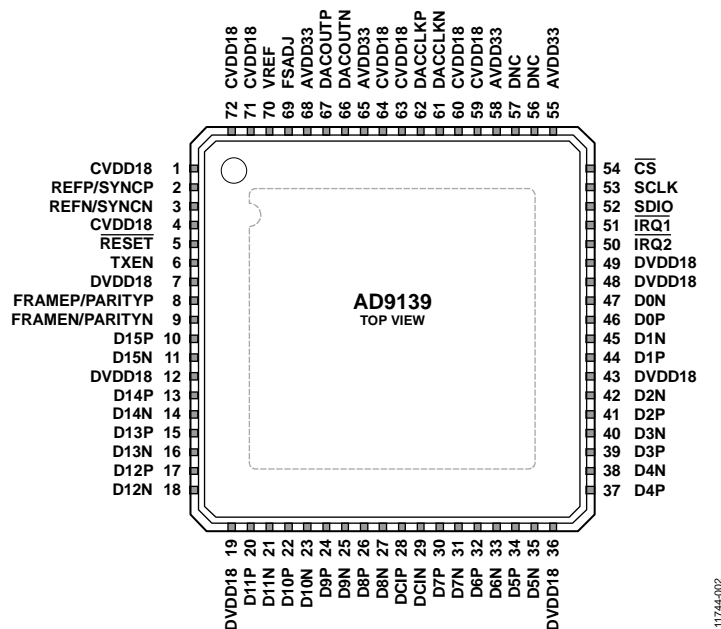 CVDD18
CVDD18
VREF
FSADJ
AVDD33
DACOUTP
DACOUTN
AVDD33
CVDD18
CVDD18
DACCLKP
DACCLKN
CVDD18
CVDD18
AVDD33
DNC
DNC
AVDD33
72
71
70
69
68
67
66
65
64
63
62
61
60
59
58
57
56
55
CVDD18 1
REFP/SYNCP 2
REFN/SYNCN 3
CVDD18 4
RESET 5
TXEN 6
DVDD18 7
FRAMEP/PARITYP 8
FRAMEN/PARITYN 9
D15P 10
D15N 11
DVDD18 12
D14P 13
D14N 14
D13P 15
D13N 16
D12P 17
D12N 18
AD9139
TOP VIEW
54 CS
53 SCLK
52 SDIO
51 IRQ1
50 IRQ2
49 DVDD18
48 DVDD18
47 D0N
46 D0P
45 D1N
44 D1P
43 DVDD18
42 D2N
41 D2P
40 D3N
39 D3P
38 D4N
37 D4P
19
20
21
22
23
24
25
26
27
28
29
30
31
32
33
34
35
36
DVDD18
D11P
D11N
D10P
D10N
D9P
D9N
D8P
D8N
DCIP
DCIN
D7P
D7N
D6P
D6N
D5P
D5N
DVDD18
11744-002